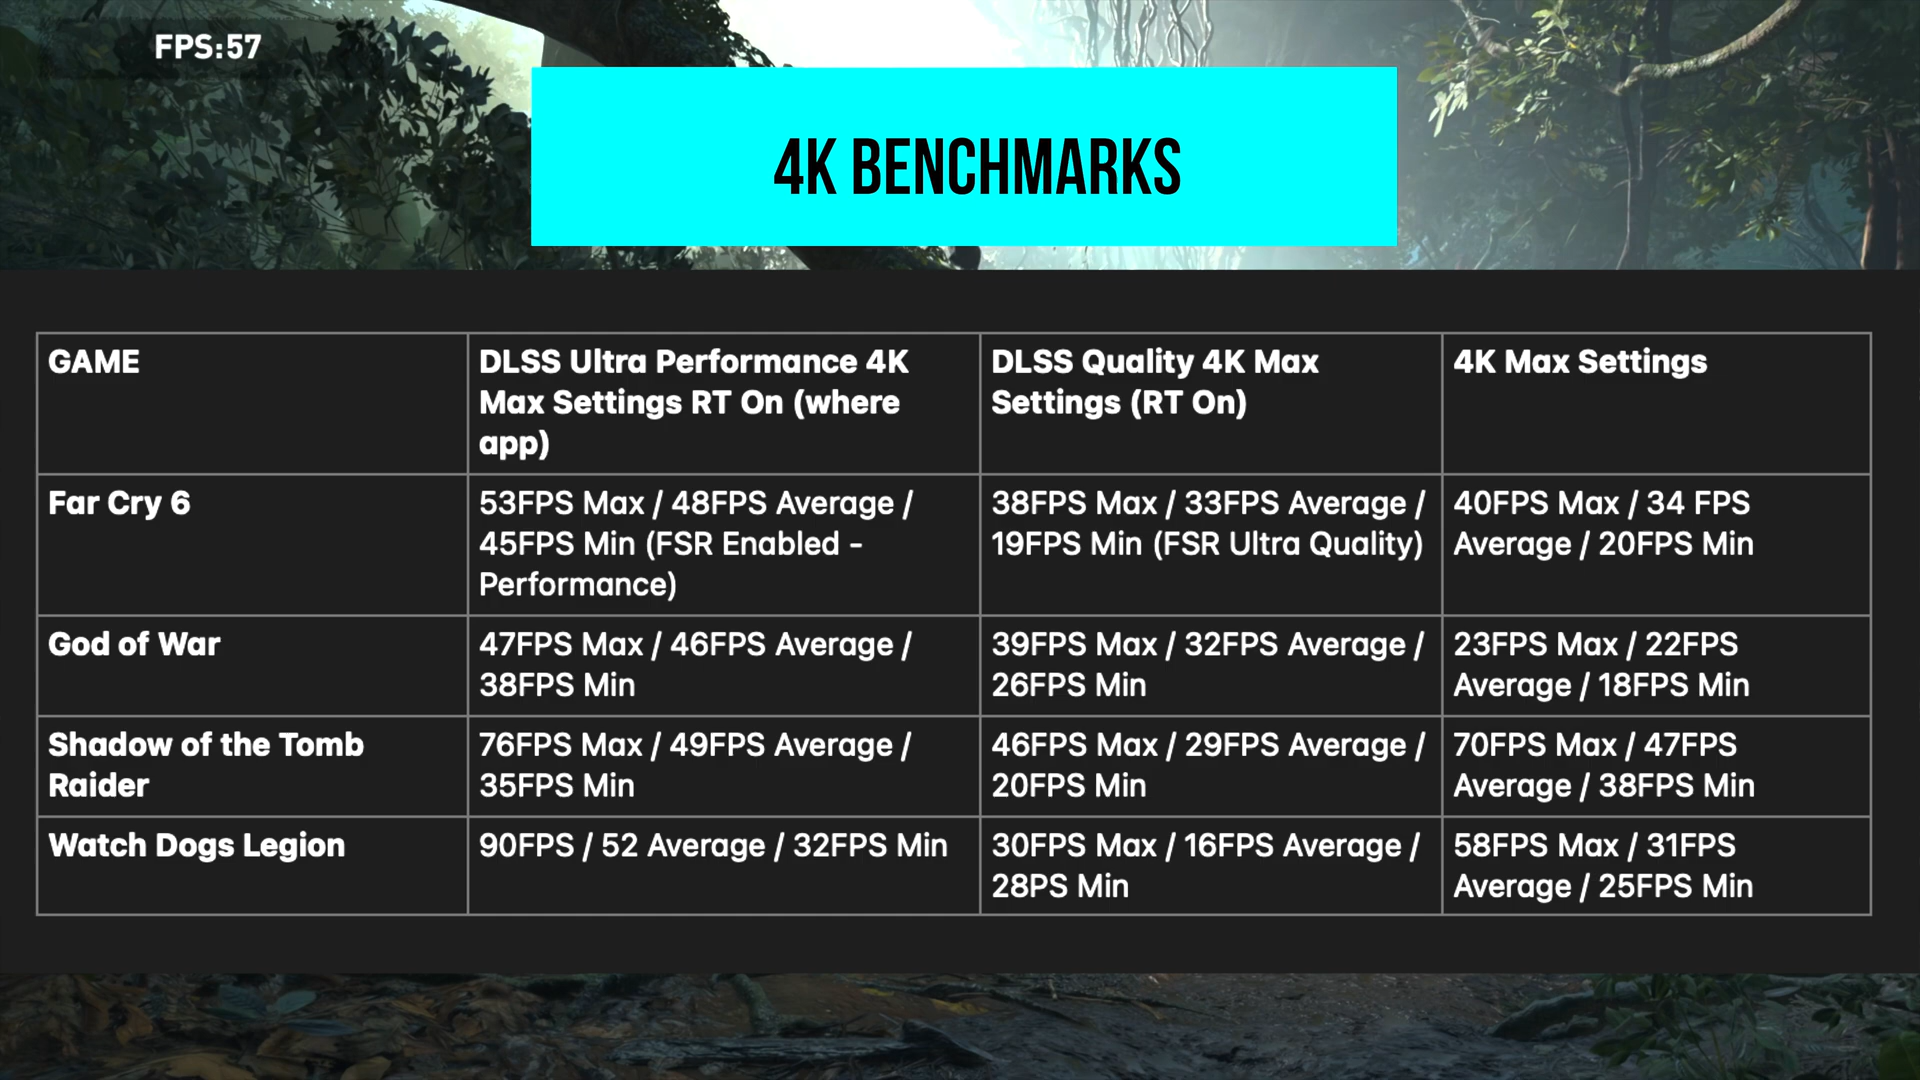 FPS:57
4K BENCHMARKS
GAME
DLSS Ultra Performance 4K
Max Settings RT On (where
app)
DLSS Quality 4K Max
Settings (RT On)
4K Max Settings
Far Cry 6
53FPS Max / 48FPS Average /
45FPS Min (FSR Enabled -
Performance)
38FPS Max / 33FPS Average /
19FPS Min (FSR Ultra Quality)
40FPS Max / 34 FPS
Average / 20FPS Min
God of War
47FPS Max / 46FPS Average /
38FPS Min
39FPS Max / 32FPS Average /
26FPS Min
23FPS Max / 22FPS
Average / 18FPS Min
Shadow of the Tomb
Raider
76FPS Max / 49FPS Average /
35FPS Min
46FPS Max / 29FPS Average /
20FPS Min
70FPS Max / 47FPS
Average / 38FPS Min
Watch Dogs Legion
90FPS / 52 Average / 32FPS Min
30FPS Max / 16FPS Average /
28PS Min
58FPS Max / 31FPS
Average / 25FPS Min